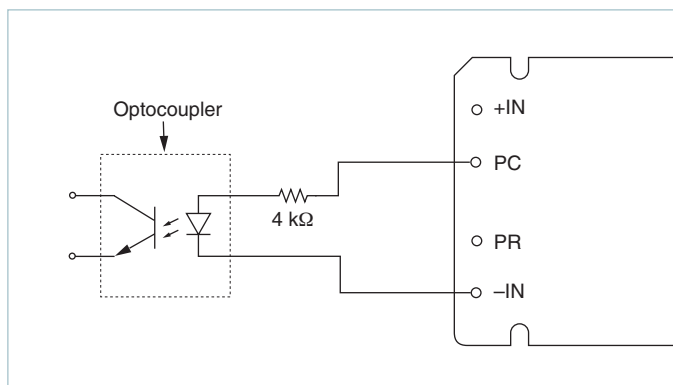 Optocoupler
+IN
PC
4 kΩ
PR
–IN